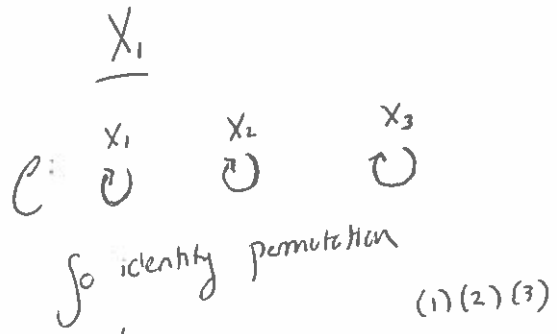 X₁
X₁ X₂ X₃
e:
So identity permutation
(1)(2)(3)